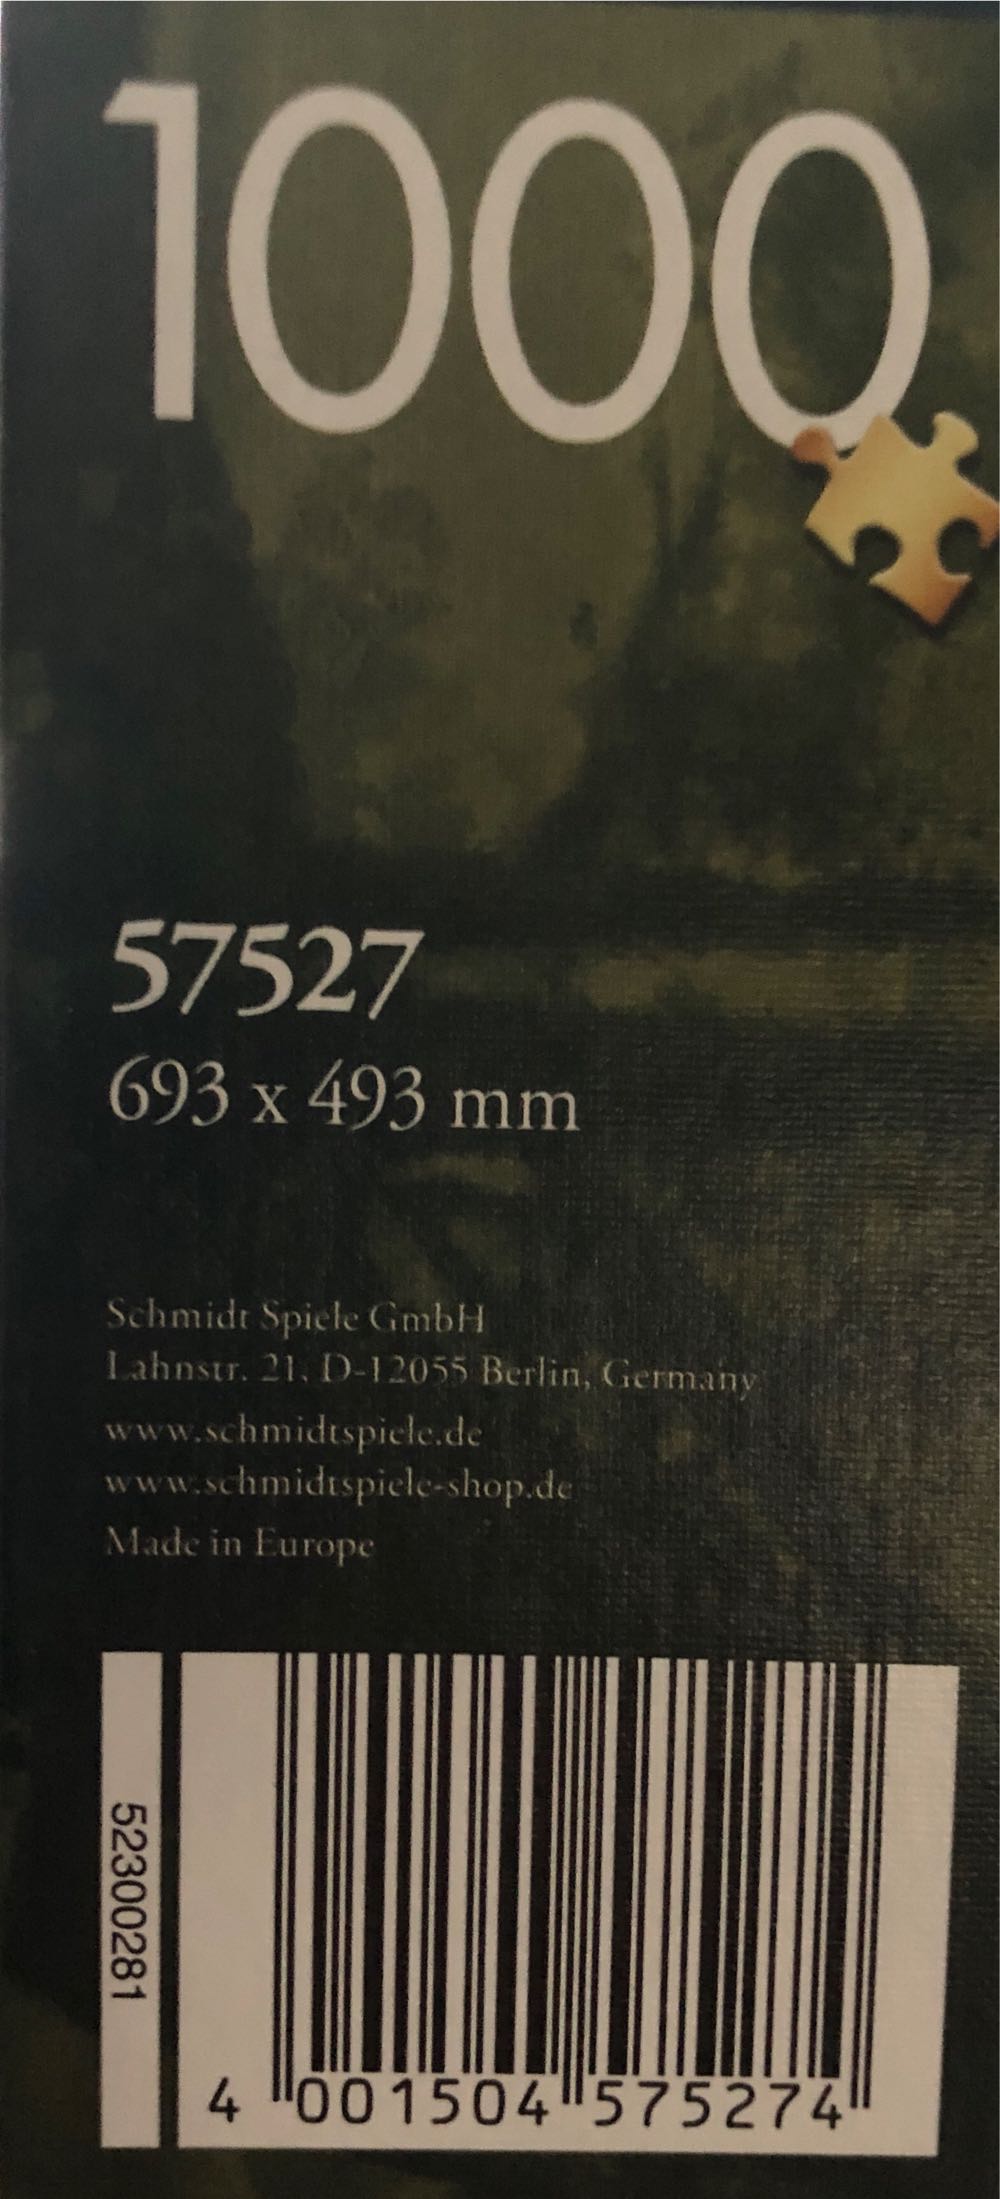 1000
57527
693 x 493 mm
Schmidt Spiele GmbH
Lahnstr. 21, D-12055 Berlin, Germany
www.schmidtspiele.de
www.schmidtspiele-shop.de
Made in Europe
52300281
4 001504 575274